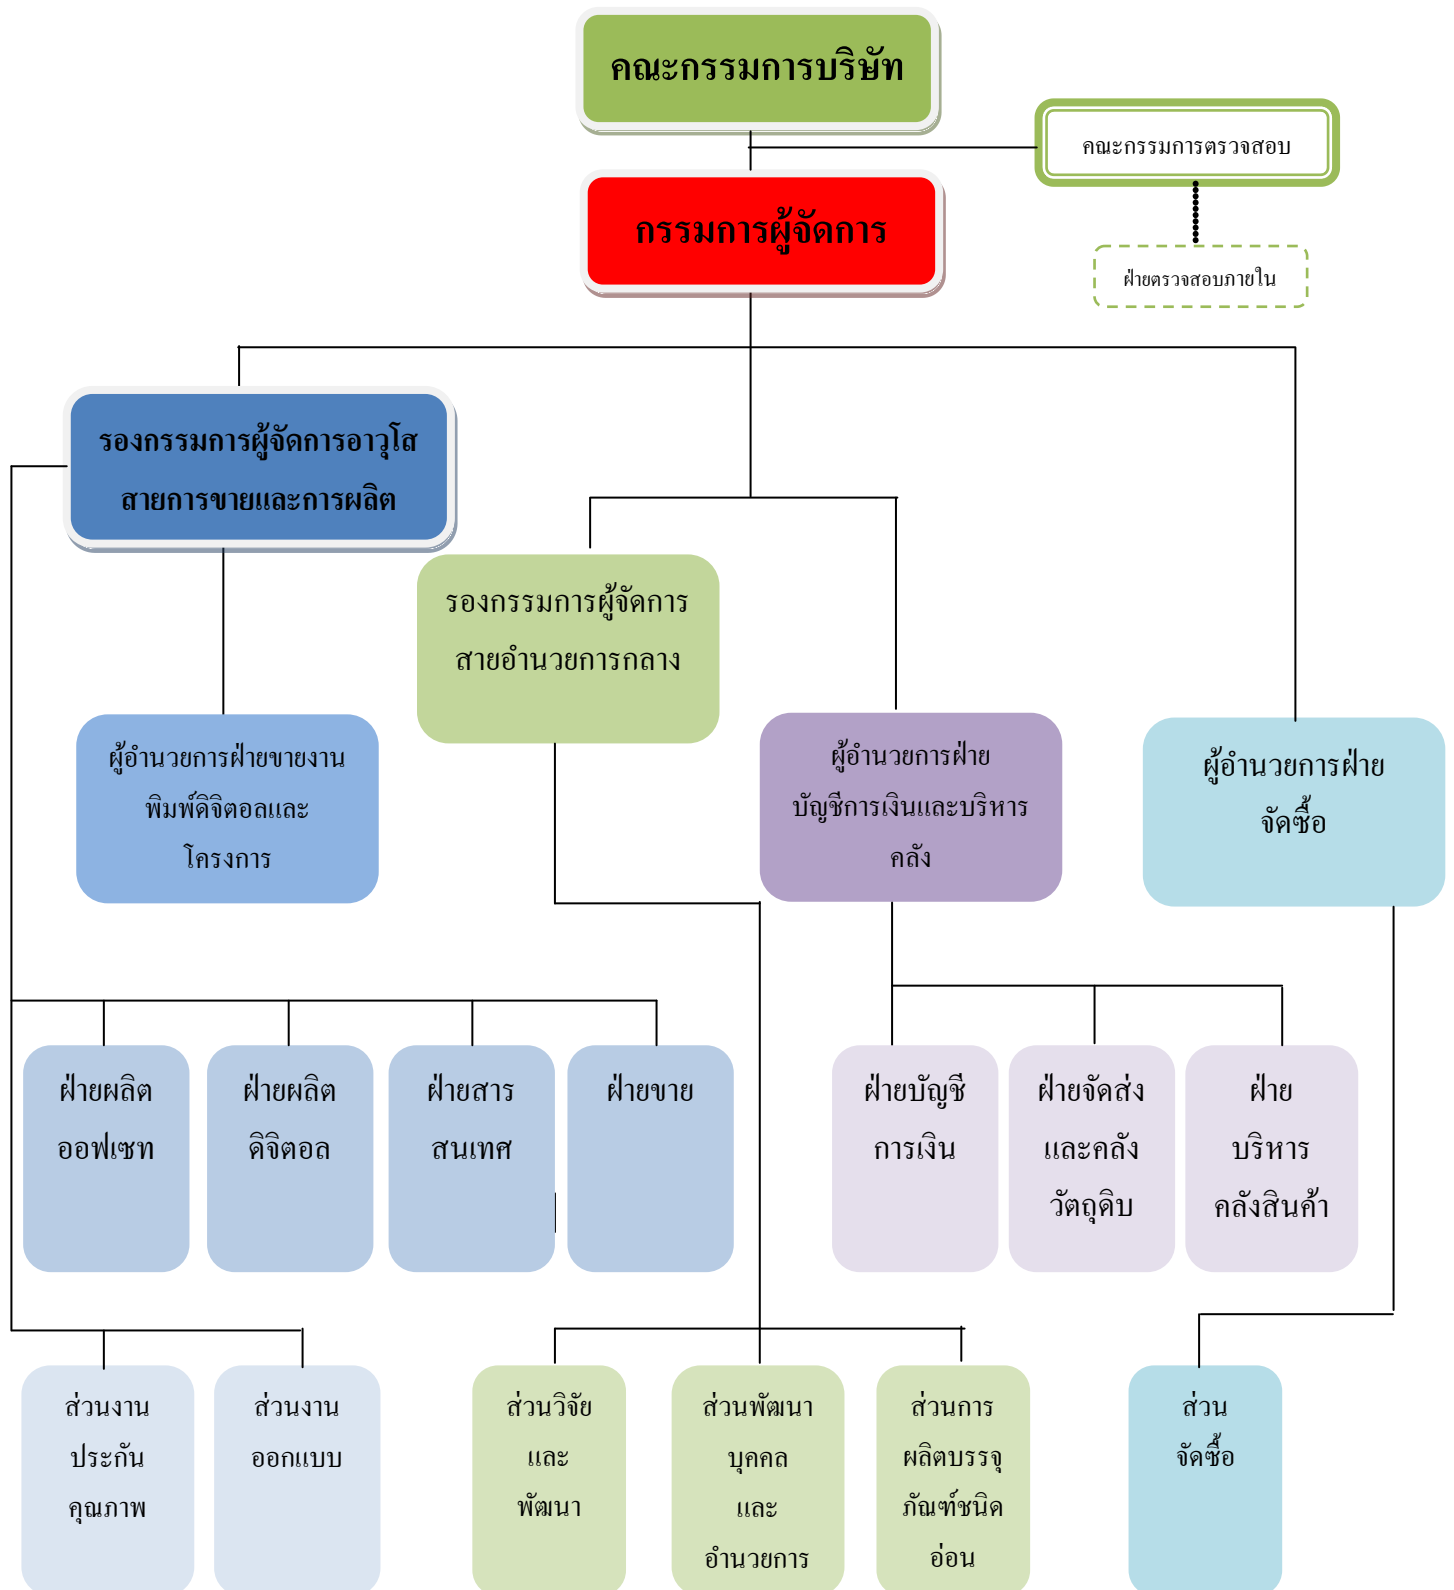 คณะกรรมการบริษัท
คณะกรรมการตรวจสอบ
กรรมการผู้จัดการ
ฝ่ายตรวจสอบภายใน
รองกรรมการผู้จัดการอาวุโส
สายการขายและการผลิต
รองกรรมการผู้จัดการ
สายอำนวยการกลาง
ผู้อำนวยการฝ่ายขายงาน
พิมพ์ดิจิตอลและ
โครงการ
ผู้อำนวยการฝ่าย
บัญชีการเงินและบริหาร
คลัง
ผู้อำนวยการฝ่าย
จัดซื้อ
ฝ่ายผลิต
ออฟเซท
ฝ่ายผลิต
ดิจิตอล
ฝ่ายสาร
สนเทศ
ฝ่ายขาย
ฝ่ายบัญชี
การเงิน
ฝ่ายจัดส่ง
และคลัง
วัตถุดิบ
ฝ่าย
บริหาร
คลังสินค้า
ส่วนงาน
ประกัน
คุณภาพ
ส่วนงาน
ออกแบบ
ส่วนวิจัย
และ
พัฒนา
ส่วนพัฒนา
บุคคล
และ
อำนวยการ
ส่วนการ
ผลิตบรรจุ
ภัณฑ์ชนิด
อ่อน
ส่วน
จัดซื้อ